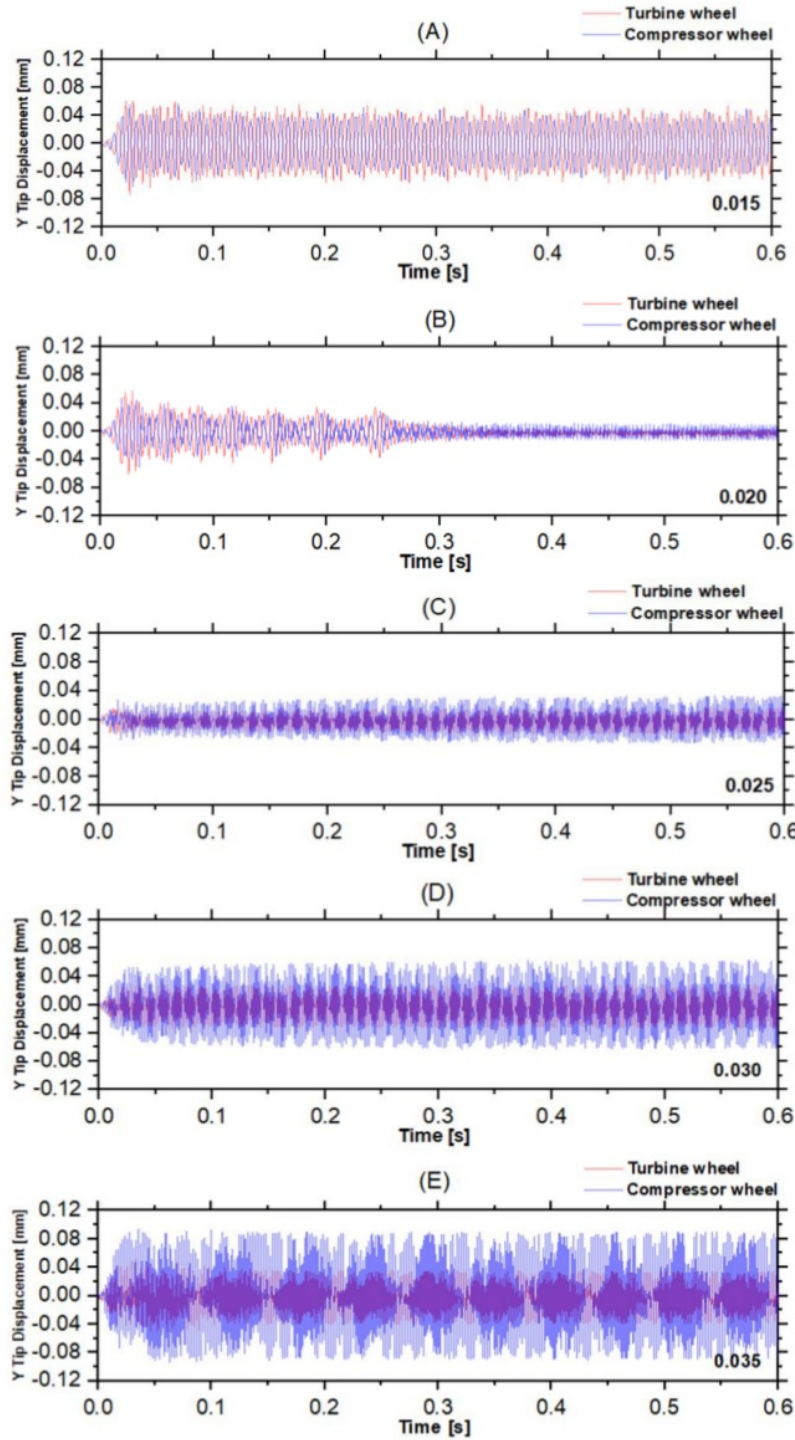 Turbine wheel
(A)
Compressor wheel
0.12
0.08
0.04
0.00
-0.04
-0.08
-0.12
Y Tip Displacement [mm]
0.015
0.0 0.1 0.2 0.3 0.4 0.5 0.6
Time [s]
Turbine wheel
(B)
Compressor wheel
0.12
0.08
0.04
0.00
-0.04
-0.08
-0.12
Y Tip Displacement [mm]
0.020
0.0 0.1 0.2 0.3 0.4 0.5 0.6
Time [s]
Turbine wheel
(C)
Compressor wheel
0.12
0.08
0.04
0.00
-0.04
-0.08
-0.12
Y Tip Displacement [mm]
0.025
0.0 0.1 0.2 0.3 0.4 0.5 0.6
Time [s]
Turbine wheel
(D)
Compressor wheel
0.12
0.08
0.04
0.00
-0.04
-0.08
-0.12
Y Tip Displacement [mm]
0.030
0.0 0.1 0.2 0.3 0.4 0.5 0.6
Time [s]
Turbine wheel
(E)
Compressor wheel
0.12
0.08
0.04
0.00
-0.04
-0.08
-0.12
Y Tip Displacement [mm]
0.035
0.0 0.1 0.2 0.3 0.4 0.5 0.6
Time [s]